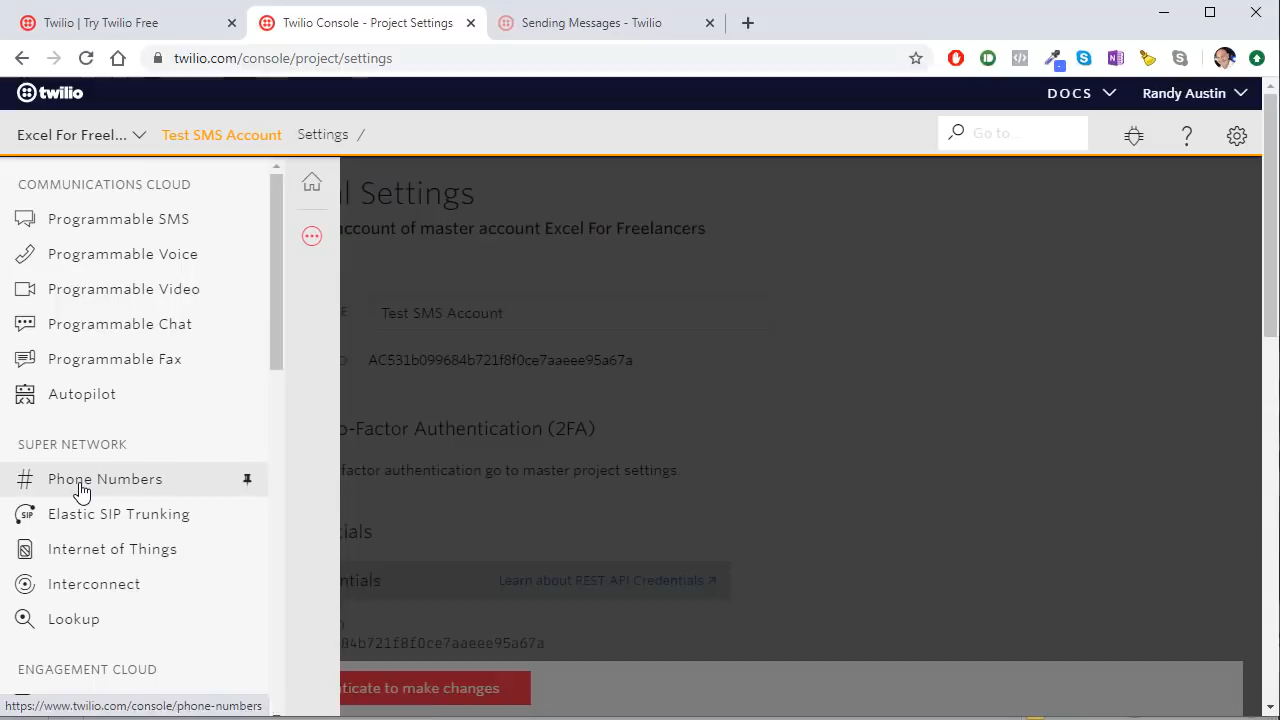 Twilio | Try Twilio Free
Twilio Console - Project Settings
Sending Messages - Twilio
twilio.com/console/project/settings
twilio
DOCS
Randy Austin
Excel For Freel...
Test SMS Account
Settings /
Go to...
COMMUNICATIONS CLOUD
Programmable SMS
Programmable Voice
Programmable Video
Programmable Chat
Programmable Fax
Autopilot
SUPER NETWORK
Phone Numbers
Elastic SIP Trunking
Internet of Things
Interconnect
Lookup
ENGAGEMENT CLOUD
https://www.twilio.com/console/phone-numbers
l Settings
account of master account Excel For Freelancers
Test SMS Account
AC531b099684b721f8f0ce7aaeee95a67a
o-Factor Authentication (2FA)
factor authentication go to master project settings.
tials
ntials
Learn about REST API Credentials
84b721f8f0ce7aaeee95a67a
ticate to make changes